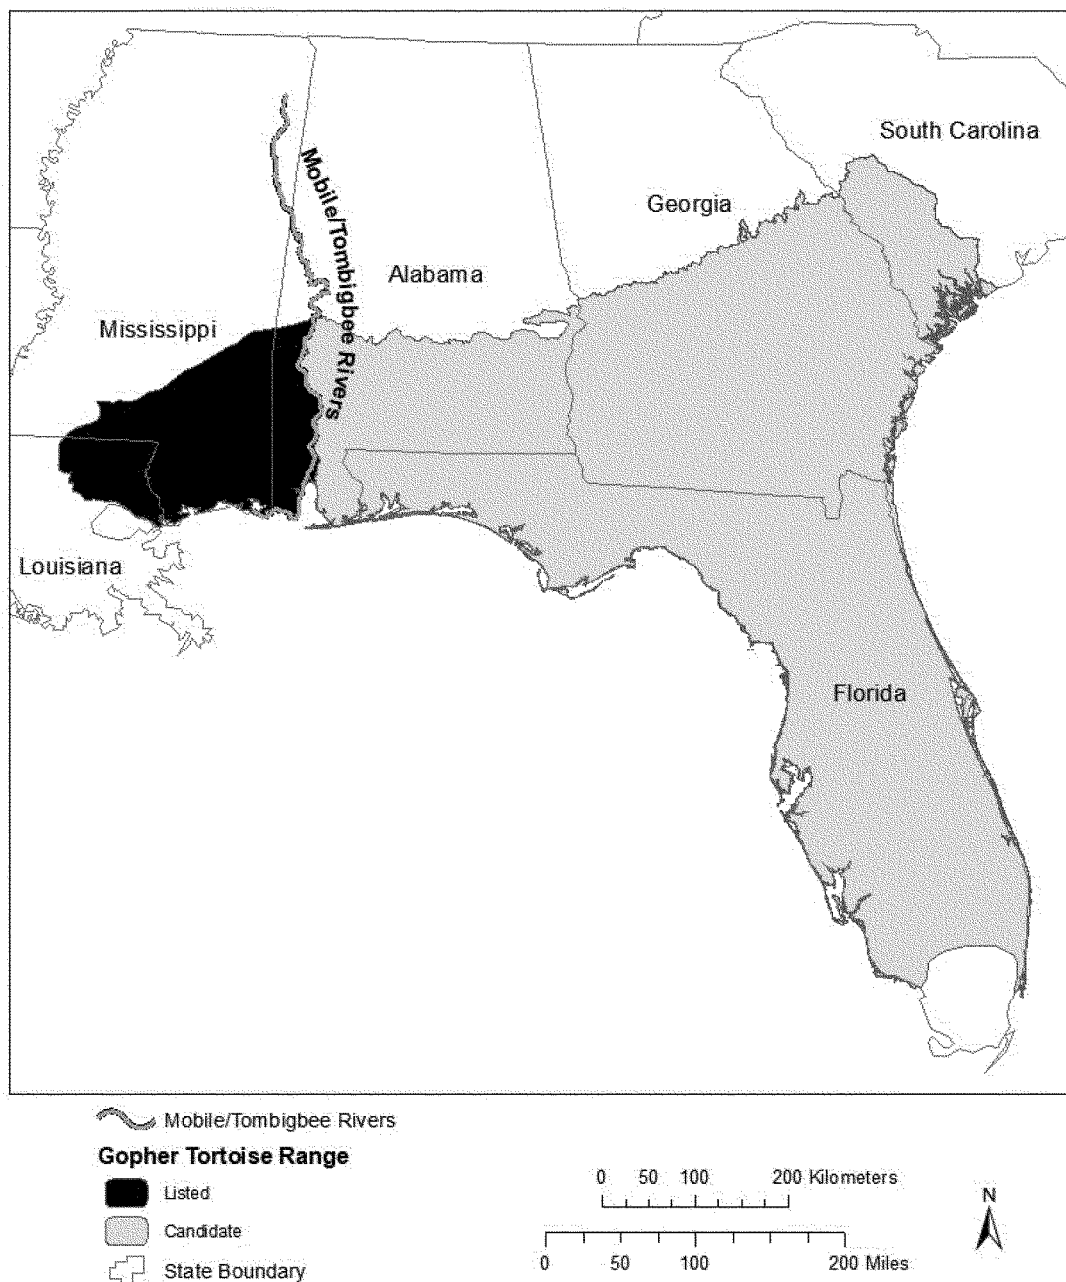 South Carolina
Georgia
Mobile/Tombigbee Rivers
Alabama
Mississippi
Louisiana
Florida
Mobile/Tombigbee Rivers
Gopher Tortoise Range
Listed
Candidate
State Boundary
0 50 100 200 Kilometers
0 50 100 200 Miles
N